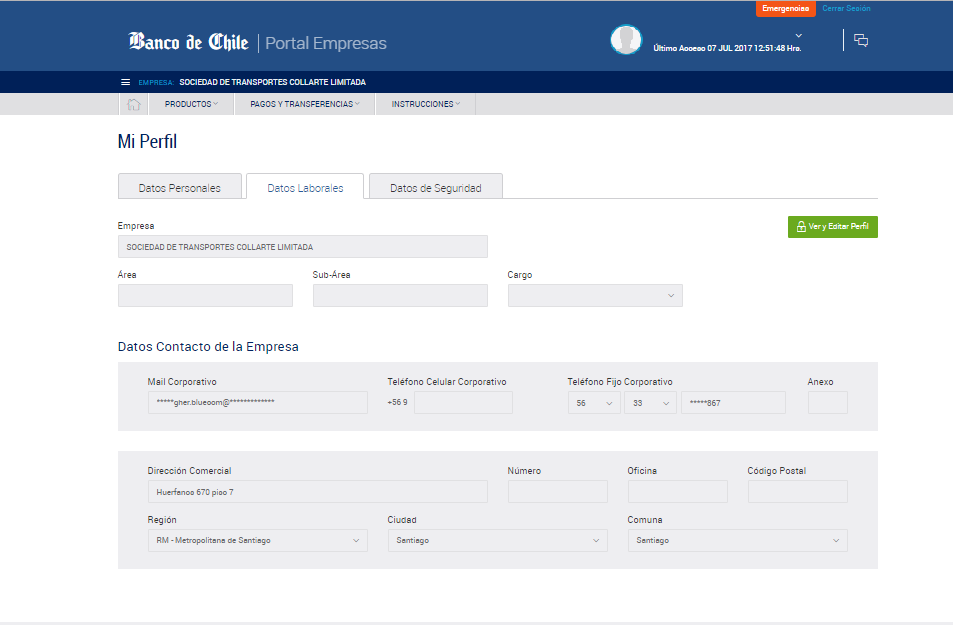 Emergencias Cerrar Sesión
Banco de Chile | Portal Empresas
Último Acceso 07 JUL 2017 12:51:48 Hrs.
EMPRESA: SOCIEDAD DE TRANSPORTES COLLARTE LIMITADA
PRODUCTOS PAGOS Y TRANSFERENCIAS INSTRUCCIONES
Mi Perfil
Datos Personales Datos Laborales Datos de Seguridad
Empresa
Ver y Editar Perfil
SOCIEDAD DE TRANSPORTES COLLARTE LIMITADA
Área Sub-Área Cargo
Datos Contacto de la Empresa
Mail Corporativo Teléfono Celular Corporativo Teléfono Fijo Corporativo Anexo
*****gher.bluecom@************* +56 9 56 33 *****867
Dirección Comercial Número Oficina Código Postal
Huerfanos 670 piso 7
Región Ciudad Comuna
RM - Metropolitana de Santiago Santiago Santiago